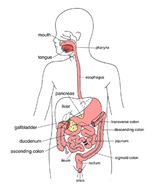 mouth
pharynx
tongue
esophagus
pancreas
liver
gallbladder
transverse colon
duodenum
descending colon
jejunum
ascending colon
ileum
rectum
sigmoid colon
anus